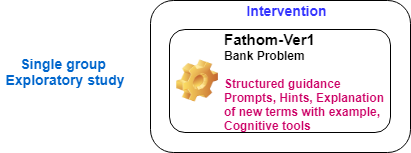 Single group
Exploratory study
Intervention
Fathom-Ver1
Bank Problem
Structured guidance
Prompts, Hints, Explanation
of new terms with example,
Cognitive tools